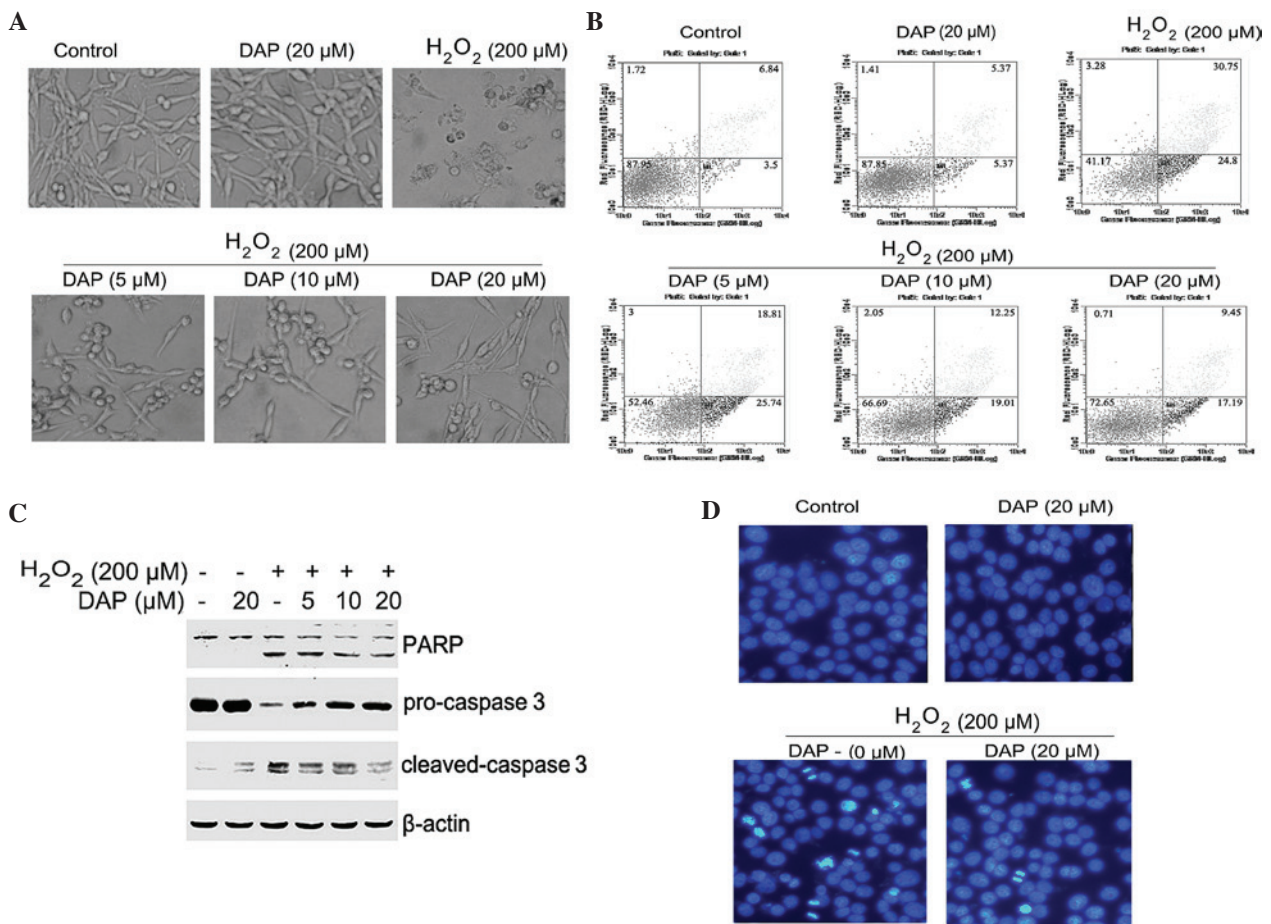 A
Control
DAP (20 µM)
H2O2 (200 µM)
H2O2 (200 µM)
DAP (5 µM)
DAP (10 µM)
DAP (20 µM)
B
Control
DAP (20 µM)
H2O2 (200 µM)
1.72
6.84
87.95
3.5
1.41
5.37
87.85
5.37
3.28
30.75
41.17
24.8
H2O2 (200 µM)
DAP (5 µM)
DAP (10 µM)
DAP (20 µM)
3
18.81
52.46
25.74
2.05
12.25
66.69
19.01
0.71
9.45
72.65
17.19
C
H2O2 (200 µM) - - + + + +
DAP (µM) - 20 - 5 10 20
PARP
pro-caspase 3
cleaved-caspase 3
β-actin
D
Control
DAP (20 µM)
H2O2 (200 µM)
DAP - (0 µM)
DAP (20 µM)